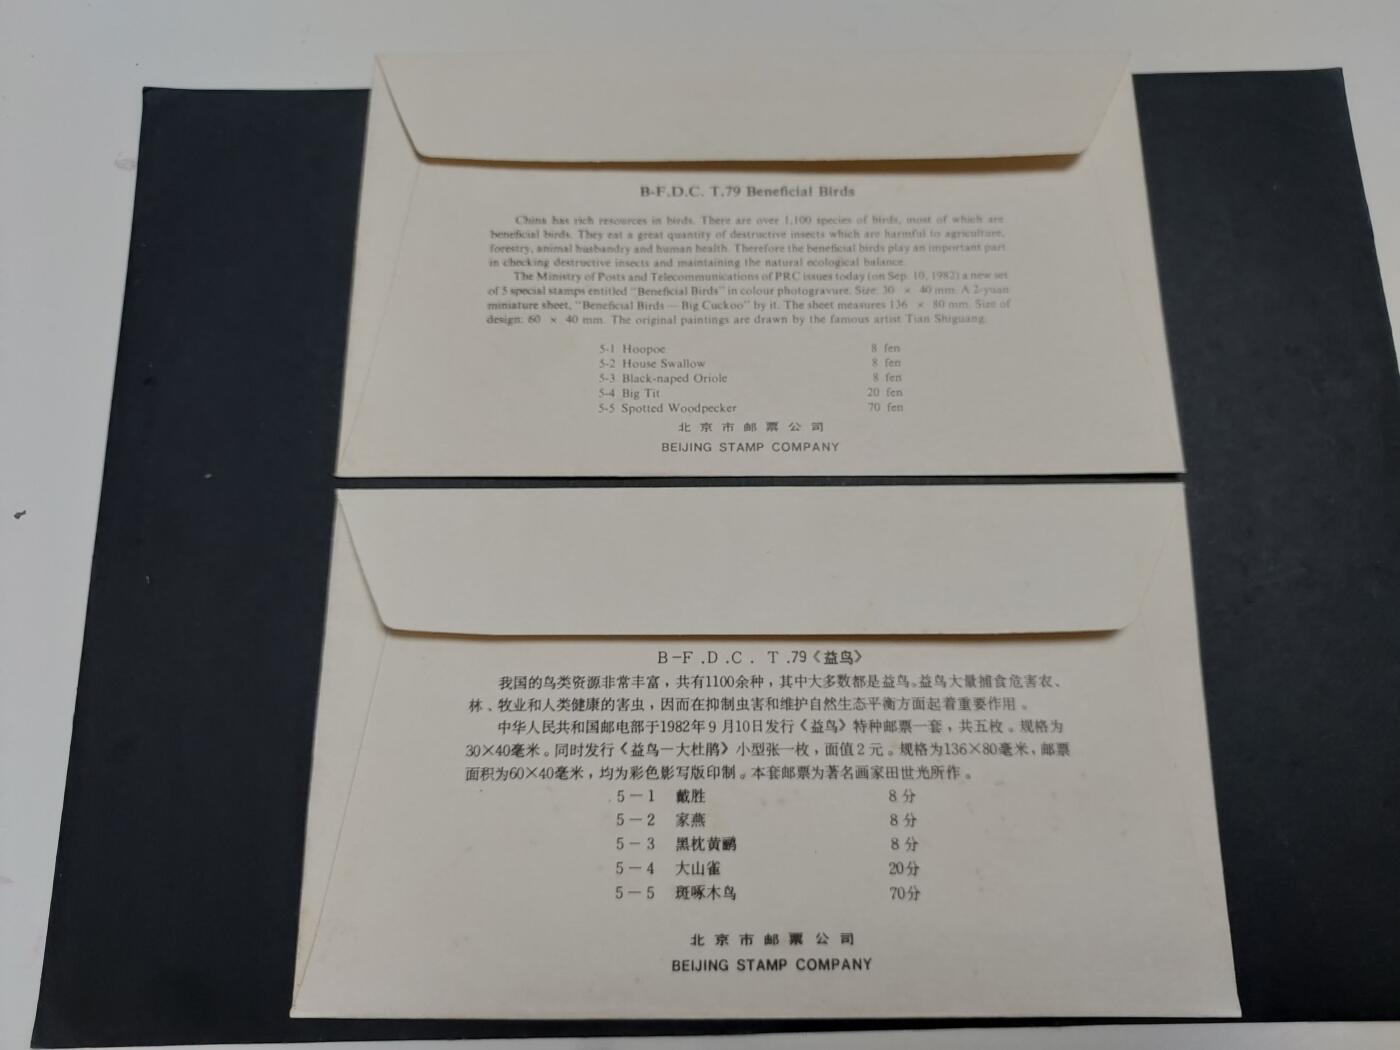 B-F.D.C. T.79 Beneficial Birds
China has rich resources in birds. There are over 1,100 species of birds, most of which are
beneficial birds. They eat a great quantity of destructive insects which are harmful to agriculture,
forestry, animal husbandry and human health. Therefore the beneficial birds play an important part
in checking destructive insects and maintaining the natural ecological balance.
The Ministry of Posts and Telecommunications of PRC issues today (on Sep. 10, 1982) a new set
of 5 special stamps entitled "Beneficial Birds" in colour photogravure. Size: 30 × 40 mm. A 2-yuan
miniature sheet, "Beneficial Birds — Big Cuckoo" by it. The sheet measures 136 × 80 mm. Size of
design: 60 × 40 mm. The original paintings are drawn by the famous artist Tian Shiguang.
5-1 Hoopoe 8 fen
5-2 House Swallow 8 fen
5-3 Black-naped Oriole 8 fen
5-4 Big Tit 20 fen
5-5 Spotted Woodpecker 70 fen
北京市邮票公司
BEIJING STAMP COMPANY
B-F.D.C. T.79《益鸟》
我国的鸟类资源非常丰富，共有1100余种，其中大多数都是益鸟。益鸟大量捕食危害农、
林、牧业和人类健康的害虫，因而在抑制虫害和维护自然生态平衡方面起着重要作用。
中华人民共和国邮电部于1982年9月10日发行《益鸟》特种邮票一套，共五枚。规格为
30×40毫米。同时发行《益鸟—大杜鹃》小型张一枚，面值2元。规格为136×80毫米，邮票
面积为60×40毫米，均为彩色影写版印制。本套邮票为著名画家田世光所作。
5—1 戴胜 8分
5—2 家燕 8分
5—3 黑枕黄鹂 8分
5—4 大山雀 20分
5—5 斑啄木鸟 70分
北京市邮票公司
BEIJING STAMP COMPANY